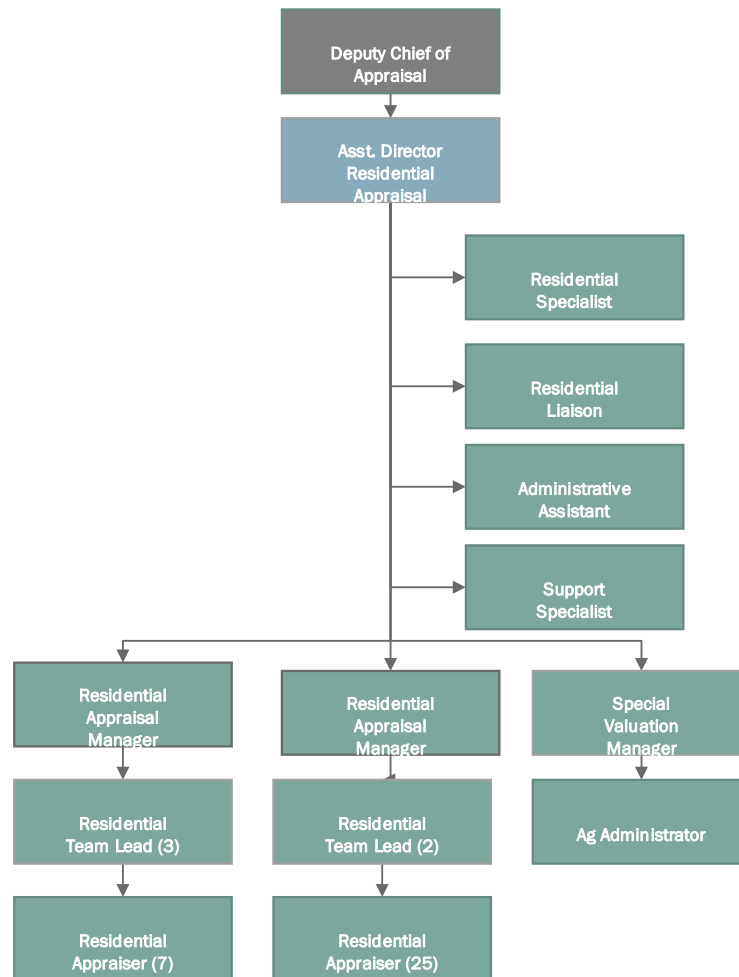 Deputy Chief of
Appraisal
Asst. Director
Residential
Appraisal
Residential
Specialist
Residential
Liaison
Administrative
Assistant
Support
Specialist
Residential
Appraisal
Manager
Residential
Appraisal
Manager
Special
Valuation
Manager
Residential
Team Lead (3)
Residential
Team Lead (2)
Ag Administrator
Residential
Appraiser (7)
Residential
Appraiser (25)